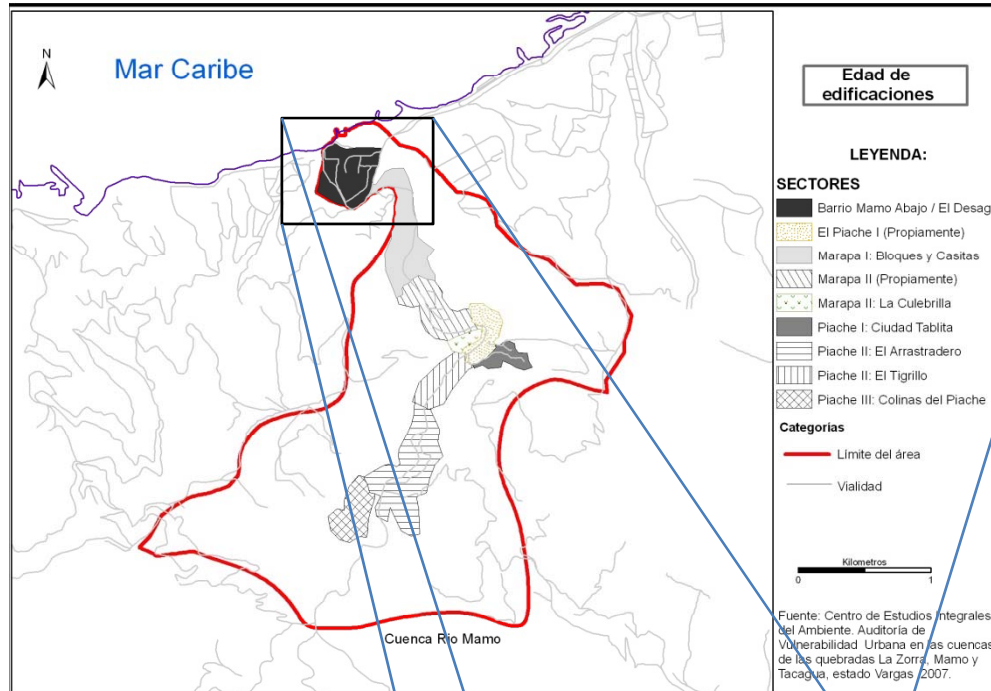 N
Mar Caribe
Edad de
edificaciones
LEYENDA:
SECTORES
Barrio Mamo Abajo / El Desag
El Piache I (Propiamente)
Marapa I: Bloques y Casitas
Marapa II (Propiamente)
Marapa II: La Culebrilla
Piache I: Ciudad Tablita
Piache II: El Arrastradero
Piache II: El Tigrillo
Piache III: Colinas del Piache
Categorias
Límite del área
Vialidad
Kilometros
0 1
Fuente: Centro de Estudios Integrales
del Ambiente. Auditoría de
Vulnerabilidad Urbana en las cuencas
de las quebradas La Zorra, Mamo y
Tacagua, estado Vargas, 2007.
Cuenca Río Mamo